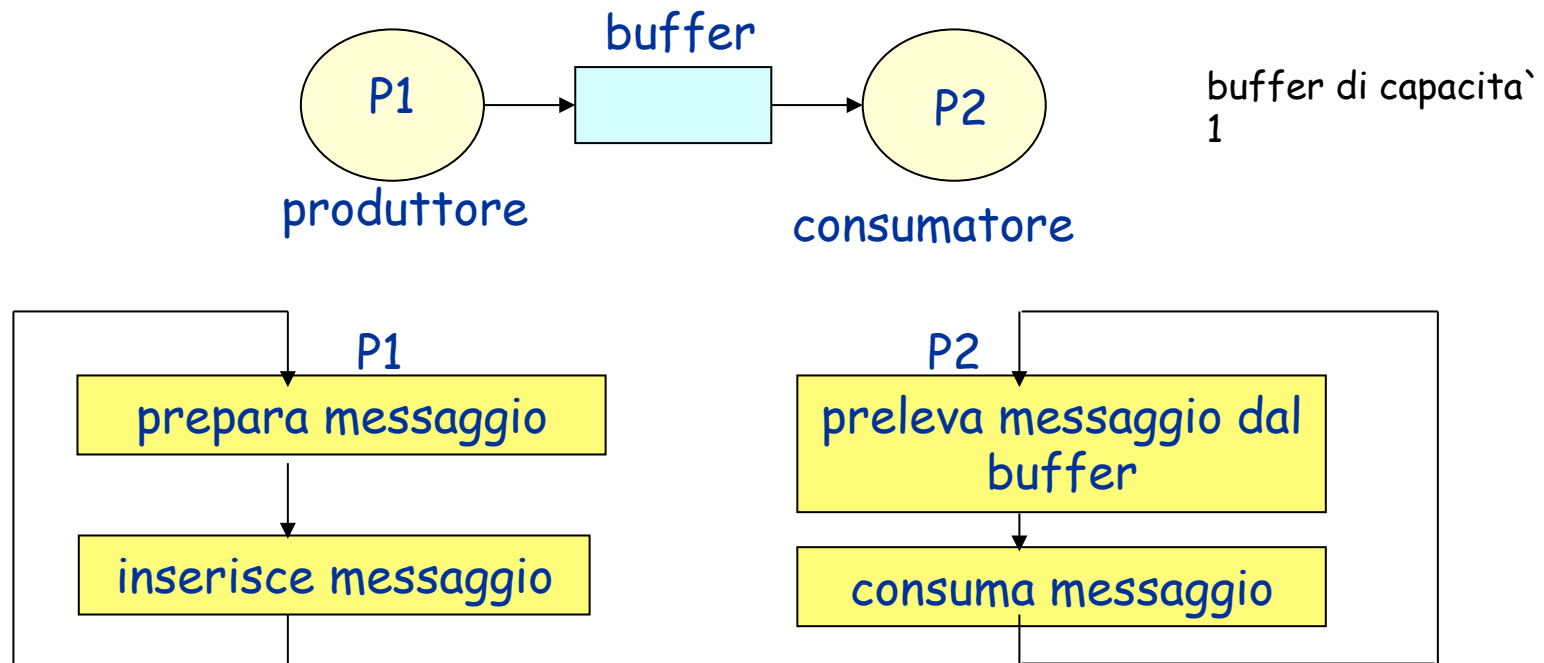 buffer
P1
P2
buffer di capacita`
1
produttore
consumatore
P1
prepara messaggio
inserisce messaggio
P2
preleva messaggio dal
buffer
consuma messaggio